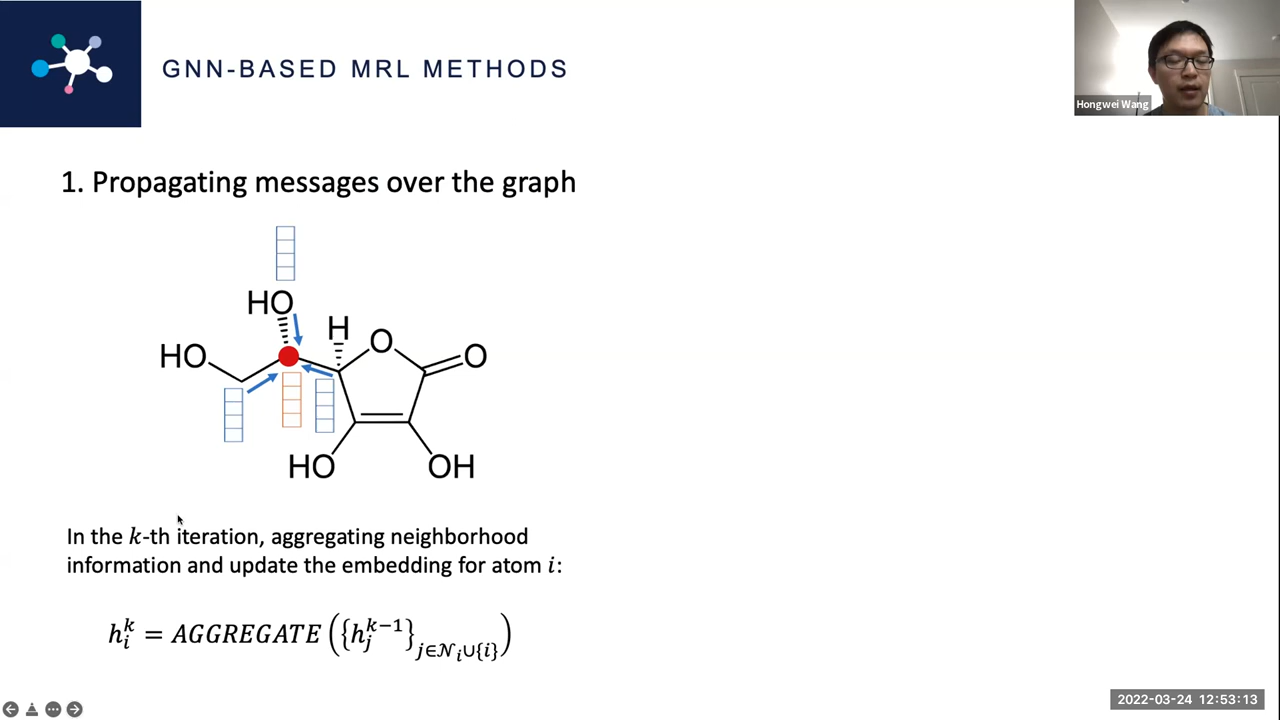 GNN-BASED MRL METHODS
Hongwei Wang
1. Propagating messages over the graph
HO
H
O
HO
O
HO
OH
In the k-th iteration, aggregating neighborhood
information and update the embedding for atom i:
h_i^k = AGGREGATE ({h_j^{k−1}}_{j∈𝒩_i∪{i}})
2022-03-24 12:53:13